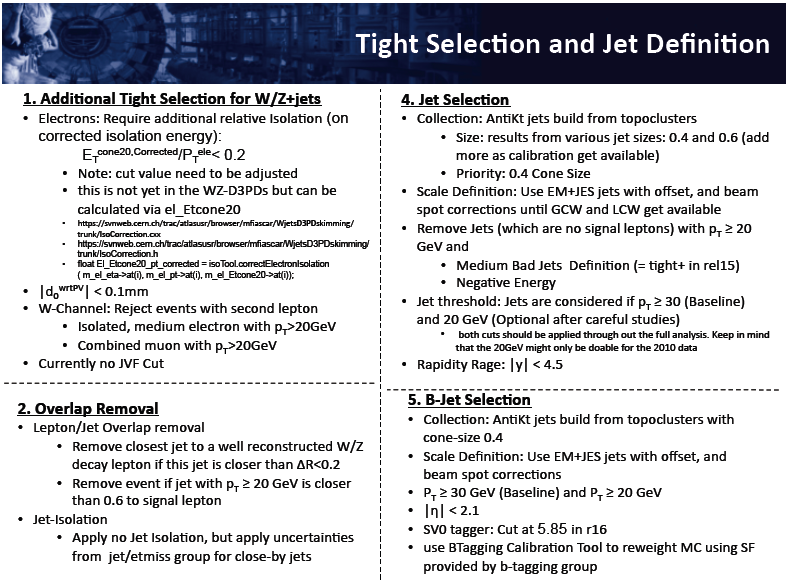 Tight Selection and Jet Definition
1. Additional Tight Selection for W/Z+jets
• Electrons: Require additional relative Isolation (on
corrected isolation energy):
E_T^cone20,Corrected/P_T^ele< 0.2
• Note: cut value need to be adjusted
• this is not yet in the WZ-D3PDs but can be
calculated via el_Etcone20
• https://svnweb.cern.ch/trac/atlasusr/browser/mfiascar/WjetsD3PDskimming/
trunk/IsoCorrection.cxx
• https://svnweb.cern.ch/trac/atlasusr/browser/mfiascar/WjetsD3PDskimming/
trunk/IsoCorrection.h
• float El_Etcone20_pt_corrected = isoTool.correctElectronIsolation
( m_el_eta->at(i), m_el_pt->at(i), m_el_Etcone20->at(i));
• |d_0^wrtPV| < 0.1mm
• W-Channel: Reject events with second lepton
• Isolated, medium electron with p_T>20GeV
• Combined muon with p_T>20GeV
• Currently no JVF Cut
2. Overlap Removal
• Lepton/Jet Overlap removal
• Remove closest jet to a well reconstructed W/Z
decay lepton if this jet is closer than ΔR<0.2
• Remove event if jet with p_T ≥ 20 GeV is closer
than 0.6 to signal lepton
• Jet-Isolation
• Apply no Jet Isolation, but apply uncertainties
from jet/etmiss group for close-by jets
4. Jet Selection
• Collection: AntiKt jets build from topoclusters
• Size: results from various jet sizes: 0.4 and 0.6 (add
more as calibration get available)
• Priority: 0.4 Cone Size
• Scale Definition: Use EM+JES jets with offset, and beam
spot corrections until GCW and LCW get available
• Remove Jets (which are no signal leptons) with p_T ≥ 20
GeV and
• Medium Bad Jets Definition (= tight+ in rel15)
• Negative Energy
• Jet threshold: Jets are considered if p_T ≥ 30 (Baseline)
and 20 GeV (Optional after careful studies)
• both cuts should be applied through out the full analysis. Keep in mind
that the 20GeV might only be doable for the 2010 data
• Rapidity Rage: |y| < 4.5
5. B-Jet Selection
• Collection: AntiKt jets build from topoclusters with
cone-size 0.4
• Scale Definition: Use EM+JES jets with offset, and
beam spot corrections
• P_T ≥ 30 GeV (Baseline) and P_T ≥ 20 GeV
• |η| < 2.1
• SV0 tagger: Cut at 5.85 in r16
• use BTagging Calibration Tool to reweight MC using SF
provided by b-tagging group